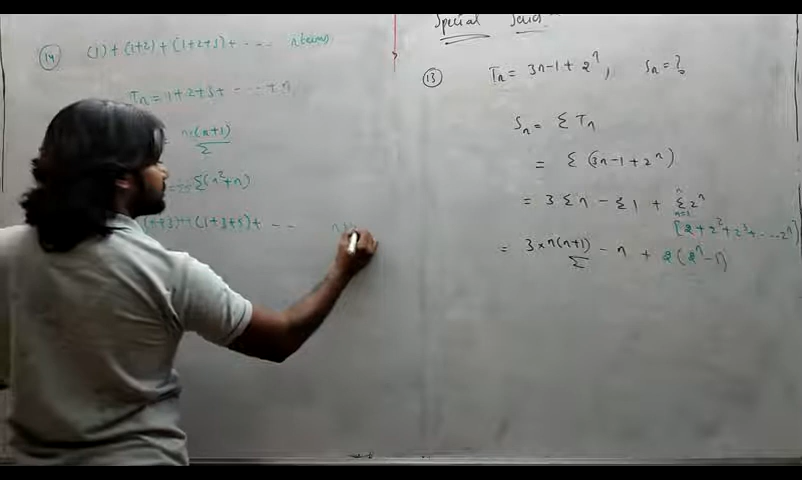 Special Series
(14) (1) + (1+2) + (1+2+3) + --- n terms
Tn = 1+2+3+ ---- + n
n(n+1)
2
Σ(n²+n)
(1+3) + (1+3+5) + ---
(13) Tn = 3n-1+2ⁿ, Sn = ?
Sn = Σ Tn
= Σ (3n-1+2ⁿ)
= 3 Σn - Σ1 + Σ 2ⁿ
n
n=1
[2+2²+2³+---2ⁿ]
= 3×n(n+1) - n + 2(2ⁿ-1)
2